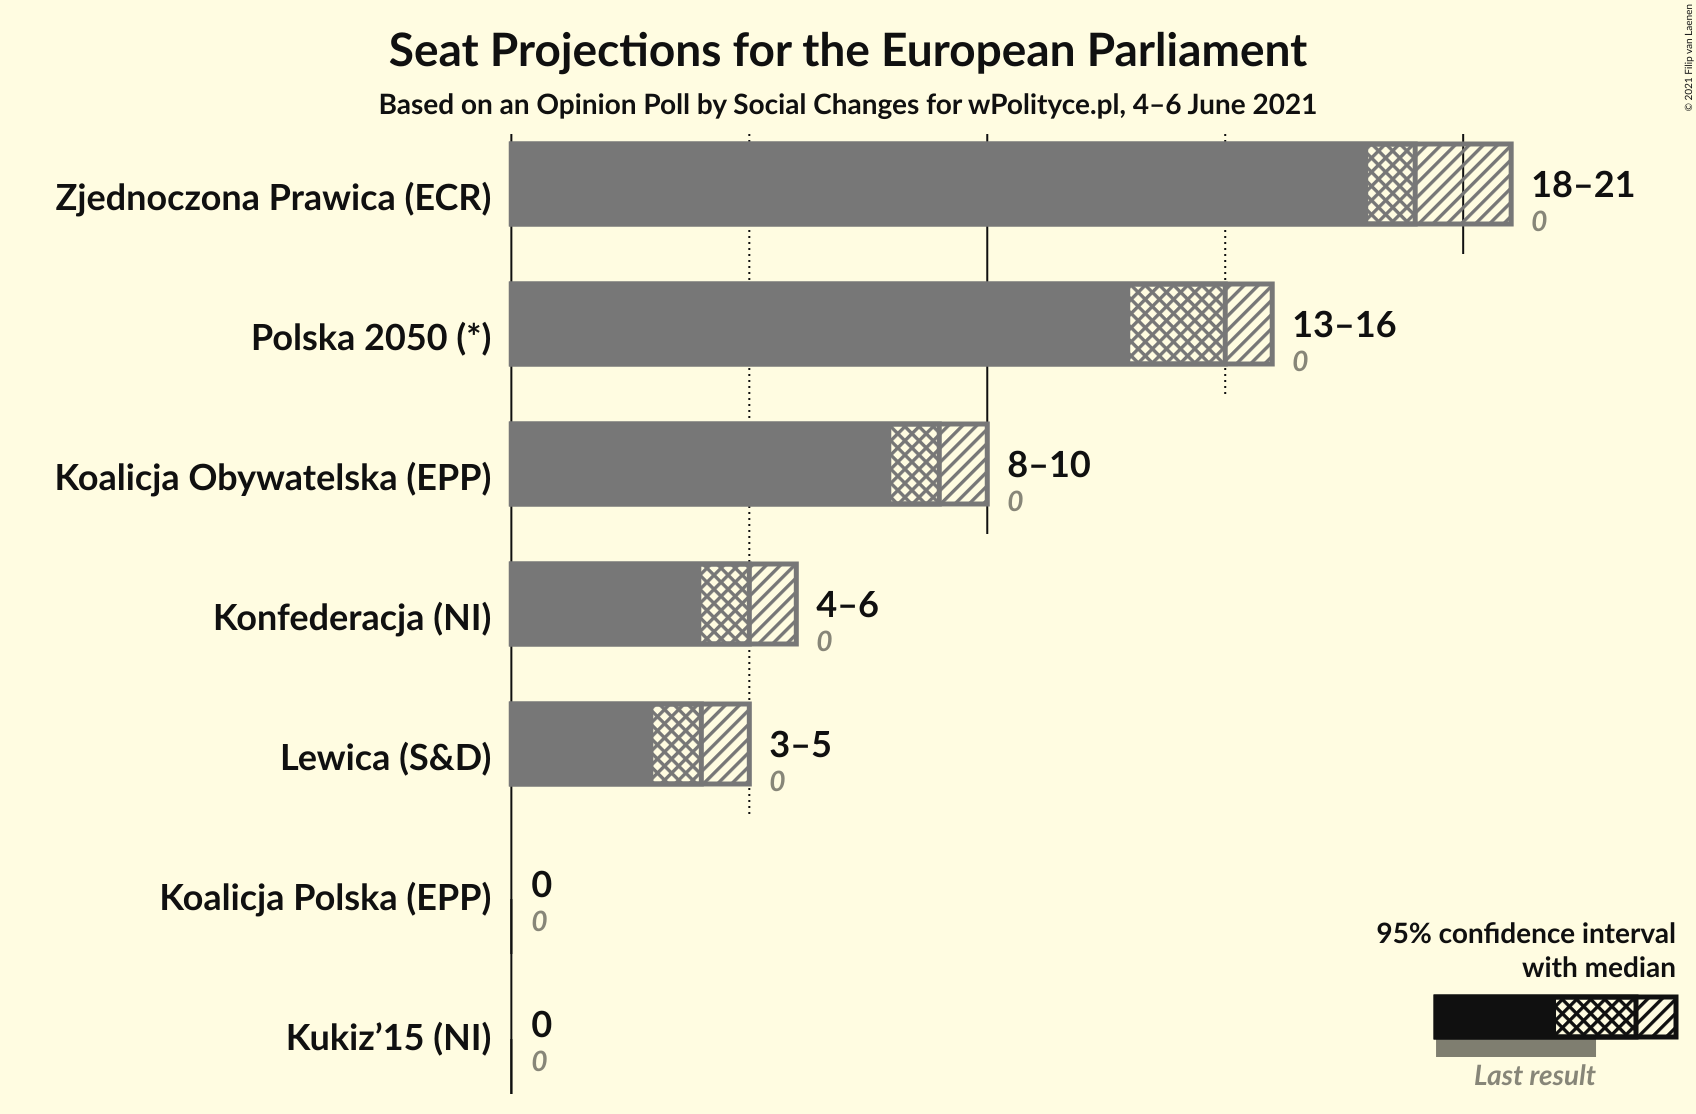 Seat Projections for the European Parliament
Based on an Opinion Poll by Social Changes for wPolityce.pl, 4–6 June 2021
© 2021 Filip van Laenen
Zjednoczona Prawica (ECR)
18–21
0
Polska 2050 (*)
13–16
0
Koalicja Obywatelska (EPP)
8–10
0
Konfederacja (NI)
4–6
0
Lewica (S&D)
3–5
0
Koalicja Polska (EPP)
0
0
Kukiz’15 (NI)
0
0
95% confidence interval
with median
Last result